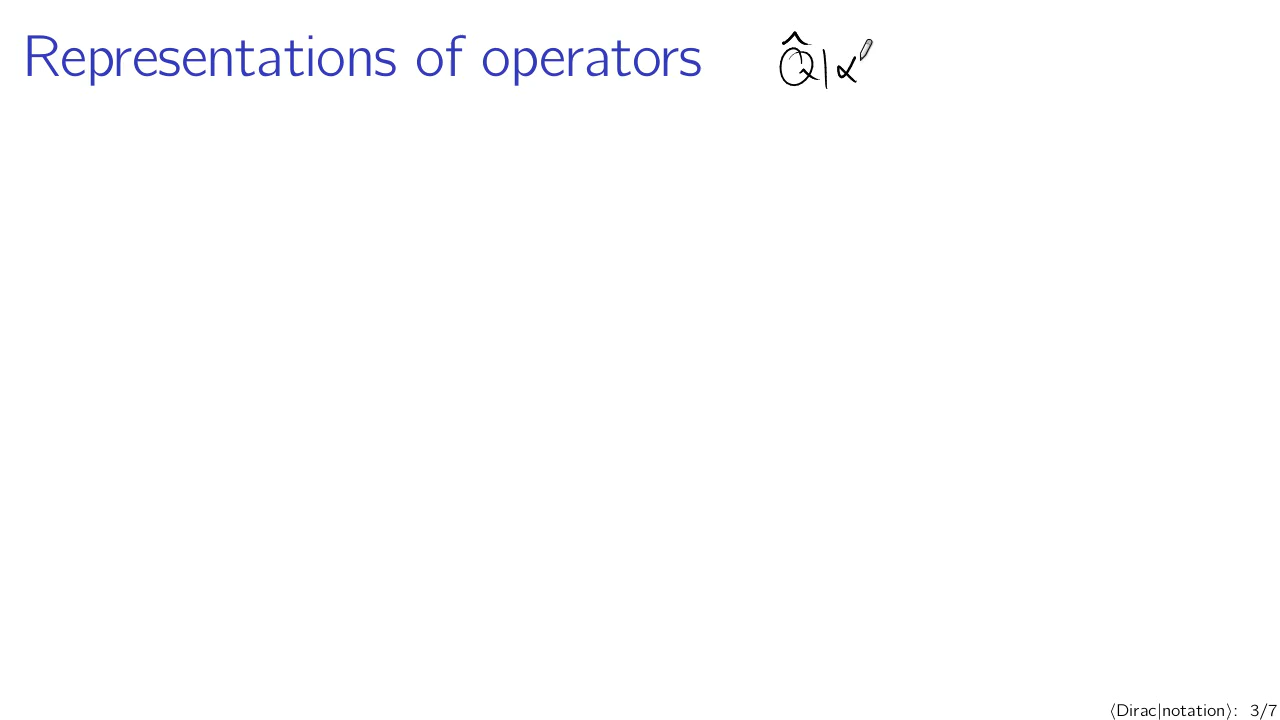 Representations of operators Q̂|α
⟨Dirac|notation⟩: 3/7